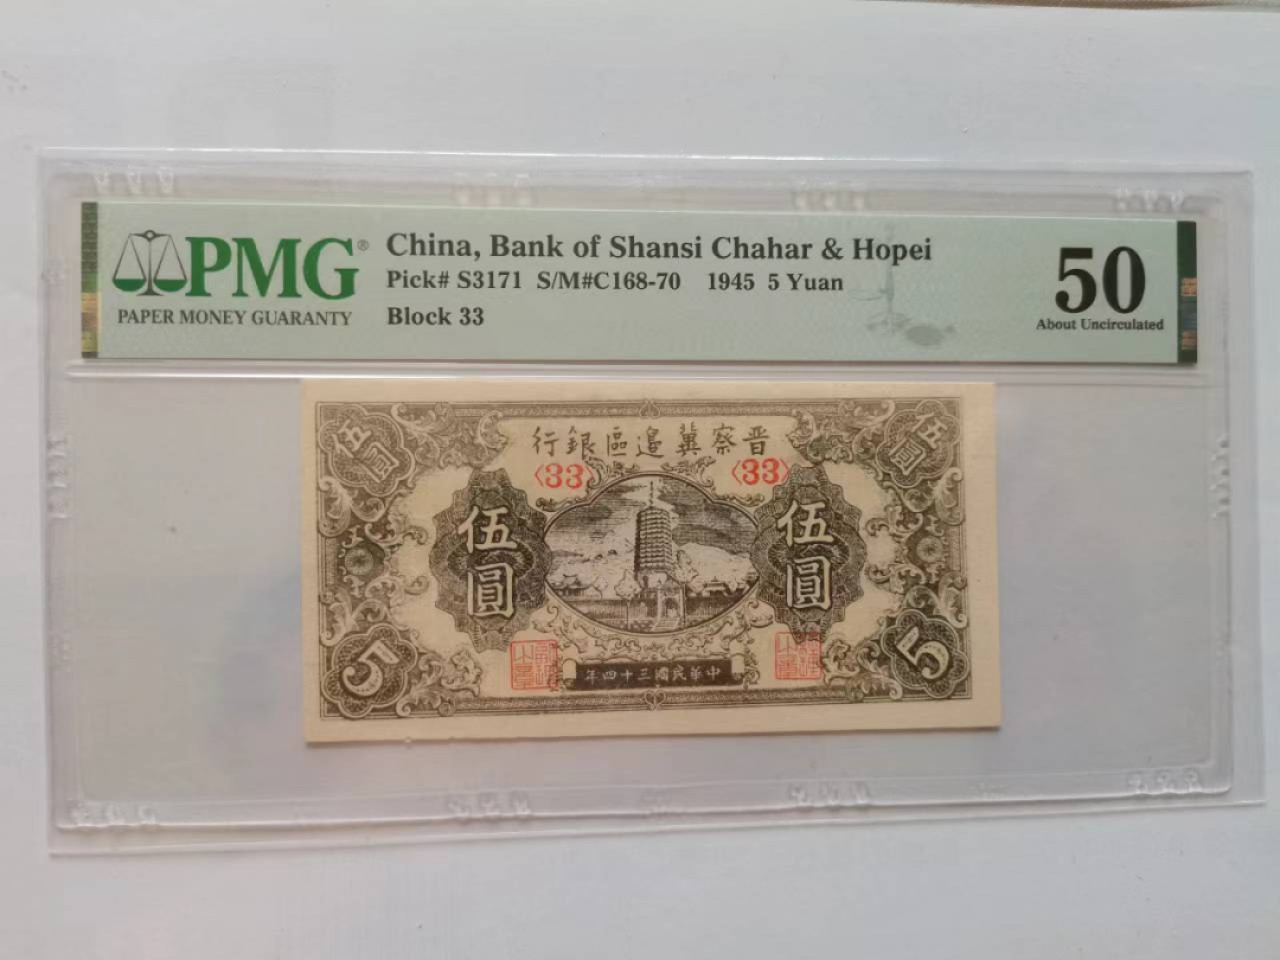 PMG®
PAPER MONEY GUARANTY
China, Bank of Shansi Chahar & Hopei
Pick# S3171 S/M#C168-70 1945 5 Yuan
Block 33
50
About Uncirculated
伍圓
行銀區邊冀察晋
伍圓
〈33〉 〈33〉
伍圓
伍圓
5
年四十三國民華中
5